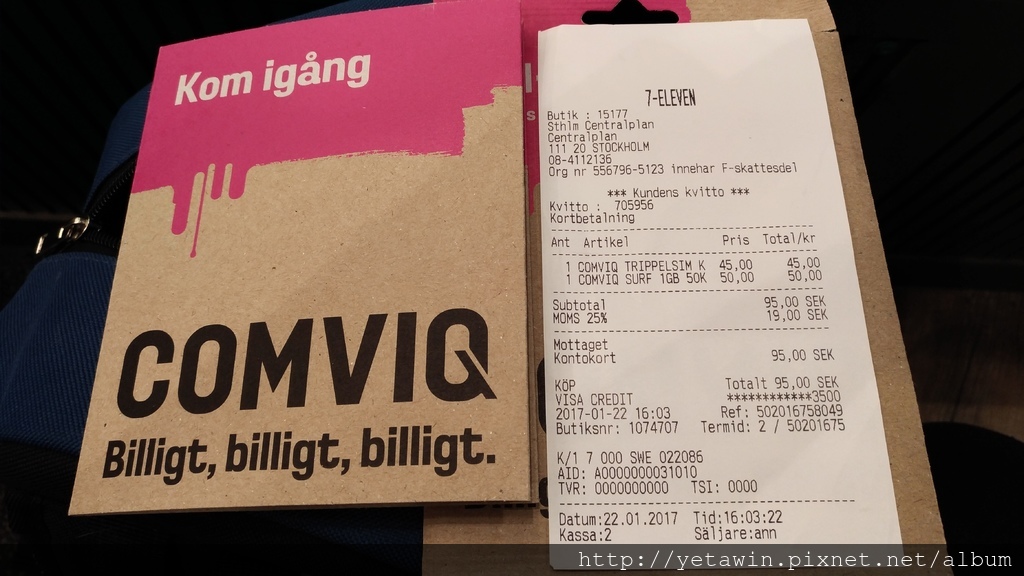 Kom igång
COMVIQ
Billigt, billigt, billigt.
7-ELEVEN
Butik : 15177
Sthlm Centralplan
Centralplan
111 20 STOCKHOLM
08-4112136
Org nr 556796-5123 innehar F-skattesdel
*** Kundens kvitto ***
Kvitto : 705956
Kortbetalning
Ant Artikel Pris Total/kr
1 COMVIQ TRIPPELSIM K 45,00 45,00
1 COMVIQ SURF 1GB 50K 50,00 50,00
Subtotal 95,00 SEK
MOMS 25% 19,00 SEK
Mottaget
Kontokort 95,00 SEK
KÖP Totalt 95,00 SEK
VISA CREDIT ************3500
2017-01-22 16:03 Ref: 502016758049
Butiksnr: 1074707 Termid: 2 / 50201675
K/1 7 000 SWE 022086
AID: A0000000031010
TVR: 0000000000 TSI: 0000
Datum:22.01.2017 Tid:16:03:22
Kassa:2 Säljare:ann
http://yetawin.pixnet.net/album